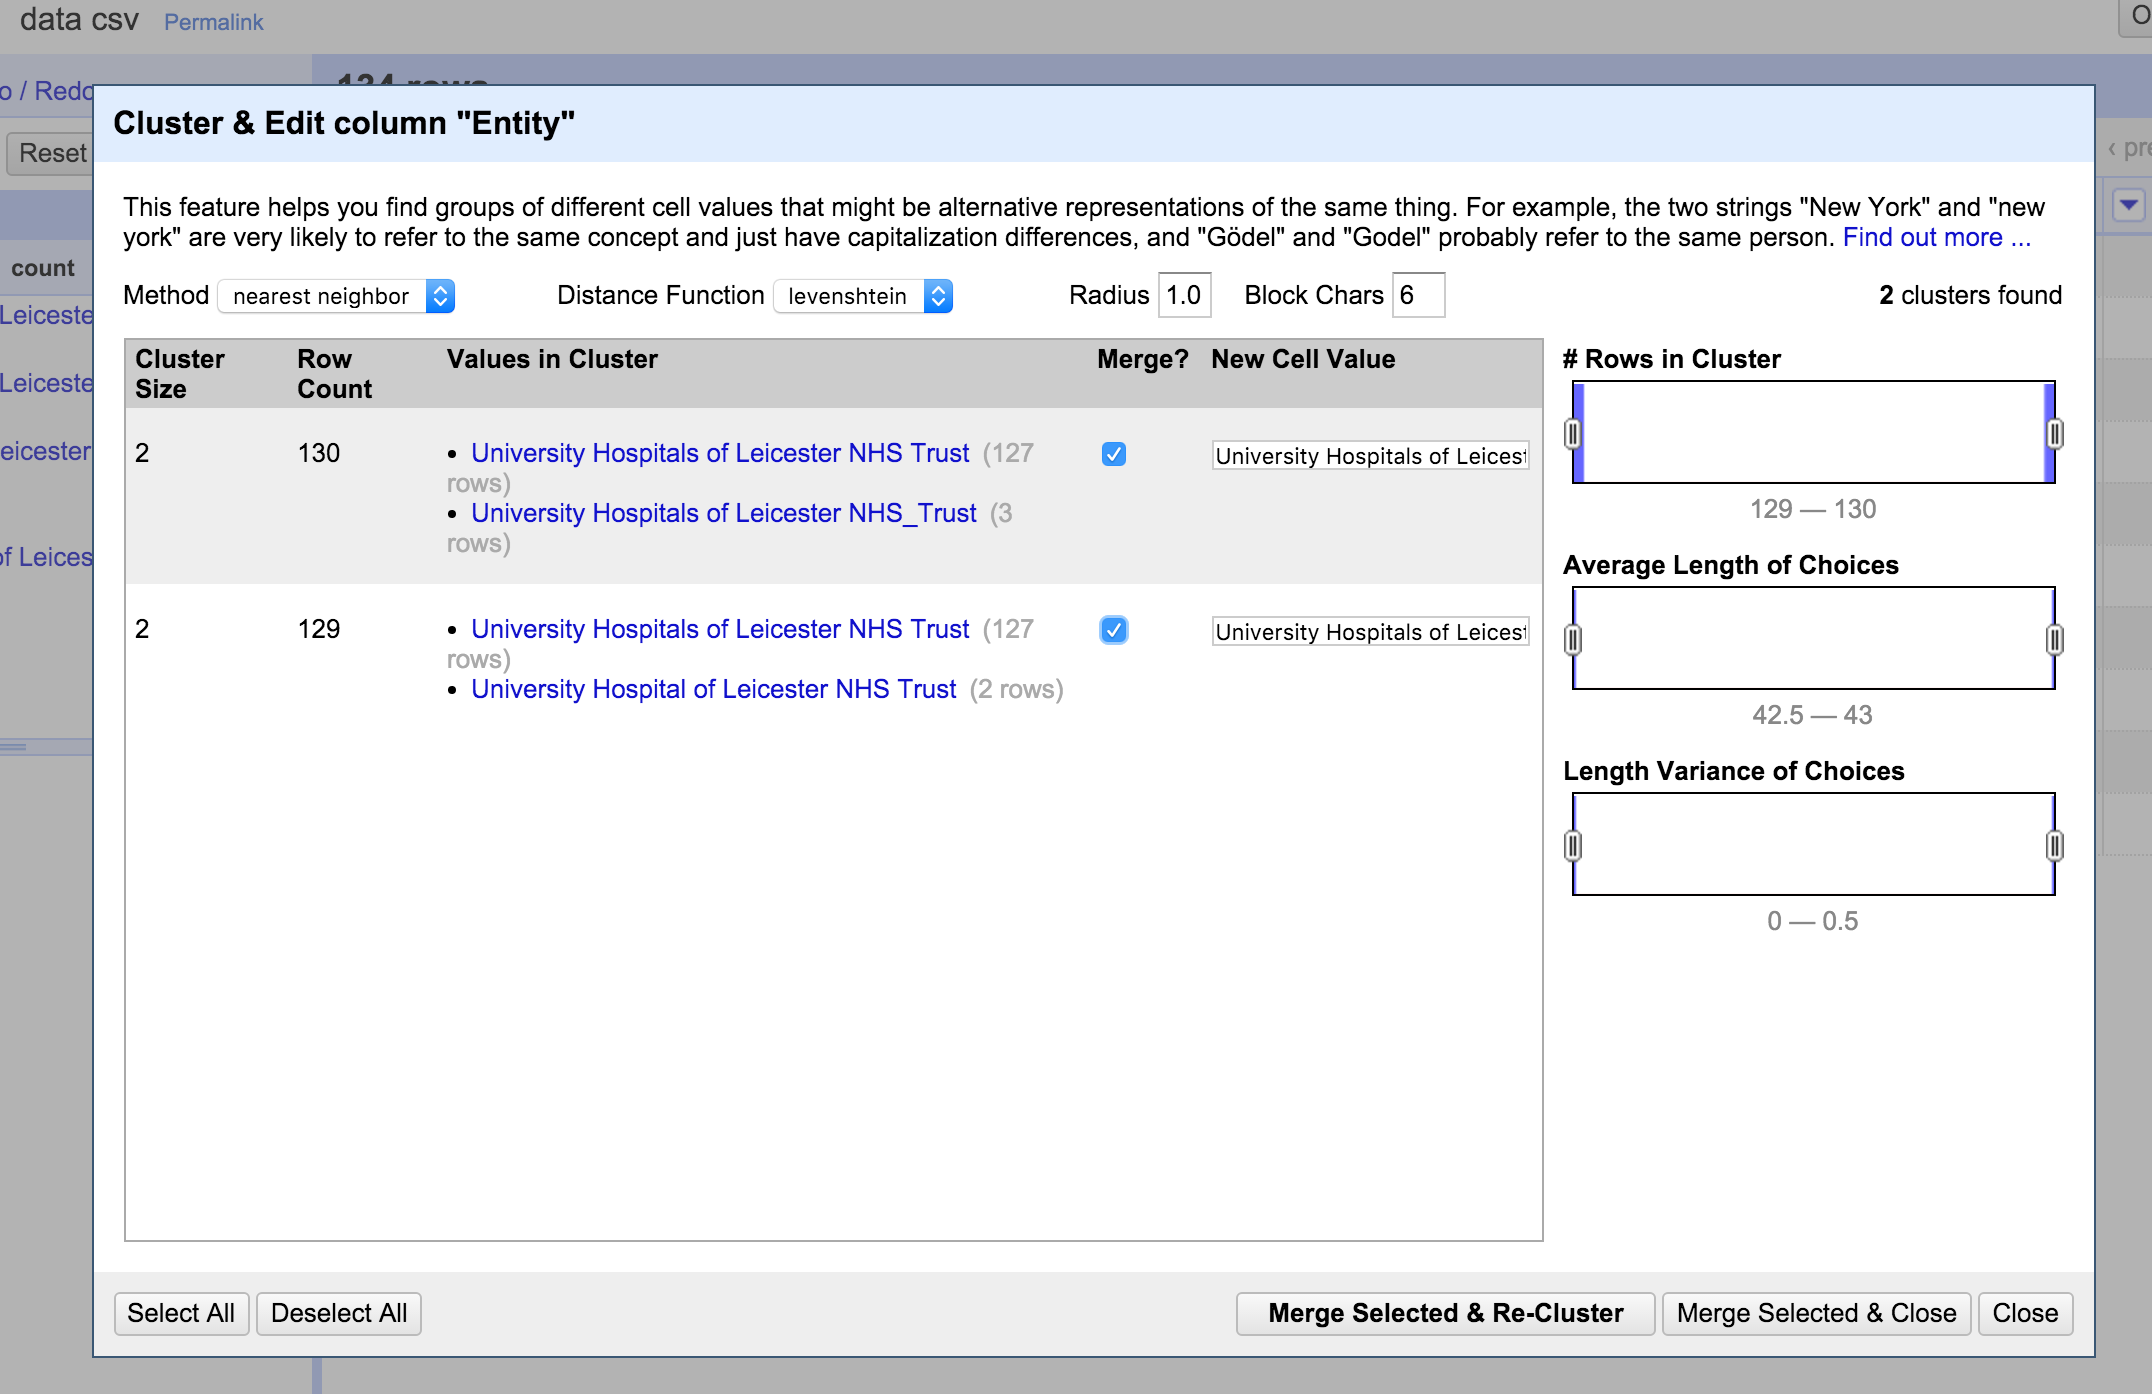 data csv Permalink
134 rows
o / Redo
Cluster & Edit column "Entity"
Reset
‹ pre
This feature helps you find groups of different cell values that might be alternative representations of the same thing. For example, the two strings "New York" and "new
york" are very likely to refer to the same concept and just have capitalization differences, and "Gödel" and "Godel" probably refer to the same person. Find out more ...
count
Method nearest neighbor Distance Function levenshtein Radius 1.0 Block Chars 6 2 clusters found
Leiceste
Leiceste
eicester
of Leices
Cluster Size Row Count Values in Cluster Merge? New Cell Value
2 130 • University Hospitals of Leicester NHS Trust (127
rows)
• University Hospitals of Leicester NHS_Trust (3
rows)
University Hospitals of Leicest
2 129 • University Hospitals of Leicester NHS Trust (127
rows)
• University Hospital of Leicester NHS Trust (2 rows)
University Hospitals of Leicest
# Rows in Cluster
129 — 130
Average Length of Choices
42.5 — 43
Length Variance of Choices
0 — 0.5
Select All Deselect All Merge Selected & Re-Cluster Merge Selected & Close Close